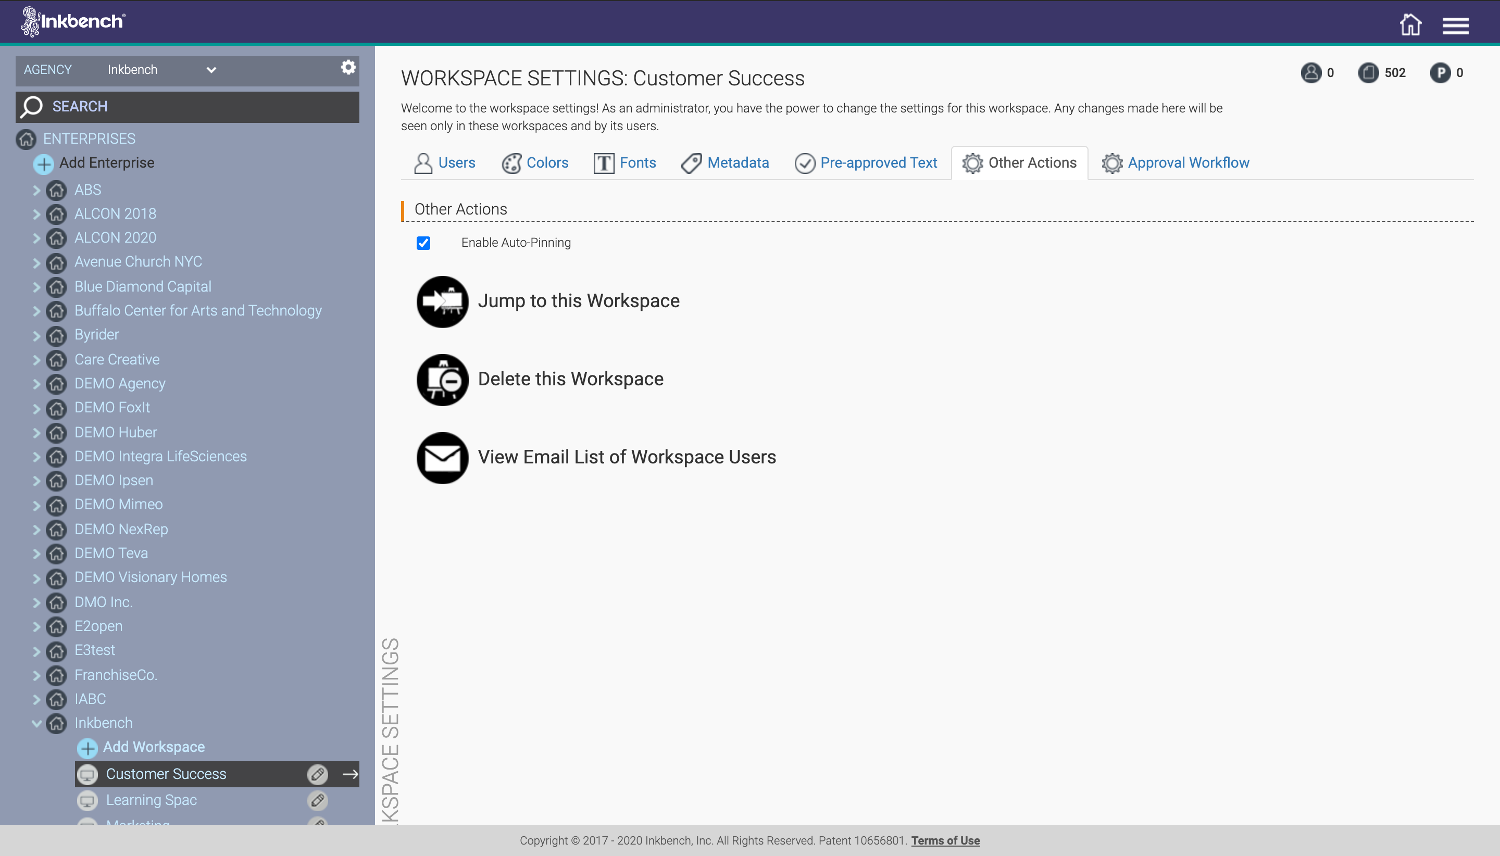 Inkbench
AGENCY Inkbench
SEARCH
ENTERPRISES
Add Enterprise
ABS
ALCON 2018
ALCON 2020
Avenue Church NYC
Blue Diamond Capital
Buffalo Center for Arts and Technology
Byrider
Care Creative
DEMO Agency
DEMO FoxIt
DEMO Huber
DEMO Integra LifeSciences
DEMO Ipsen
DEMO Mimeo
DEMO NexRep
DEMO Teva
DEMO Visionary Homes
DMO Inc.
E2open
E3test
FranchiseCo.
IABC
Inkbench
Add Workspace
Customer Success
Learning Spac
Marketing
KSPACE SETTINGS
WORKSPACE SETTINGS: Customer Success
0 502 P 0
Welcome to the workspace settings! As an administrator, you have the power to change the settings for this workspace. Any changes made here will be
seen only in these workspaces and by its users.
Users Colors T Fonts Metadata Pre-approved Text Other Actions Approval Workflow
Other Actions
Enable Auto-Pinning
Jump to this Workspace
Delete this Workspace
View Email List of Workspace Users
Copyright © 2017 - 2020 Inkbench, Inc. All Rights Reserved. Patent 10656801. Terms of Use